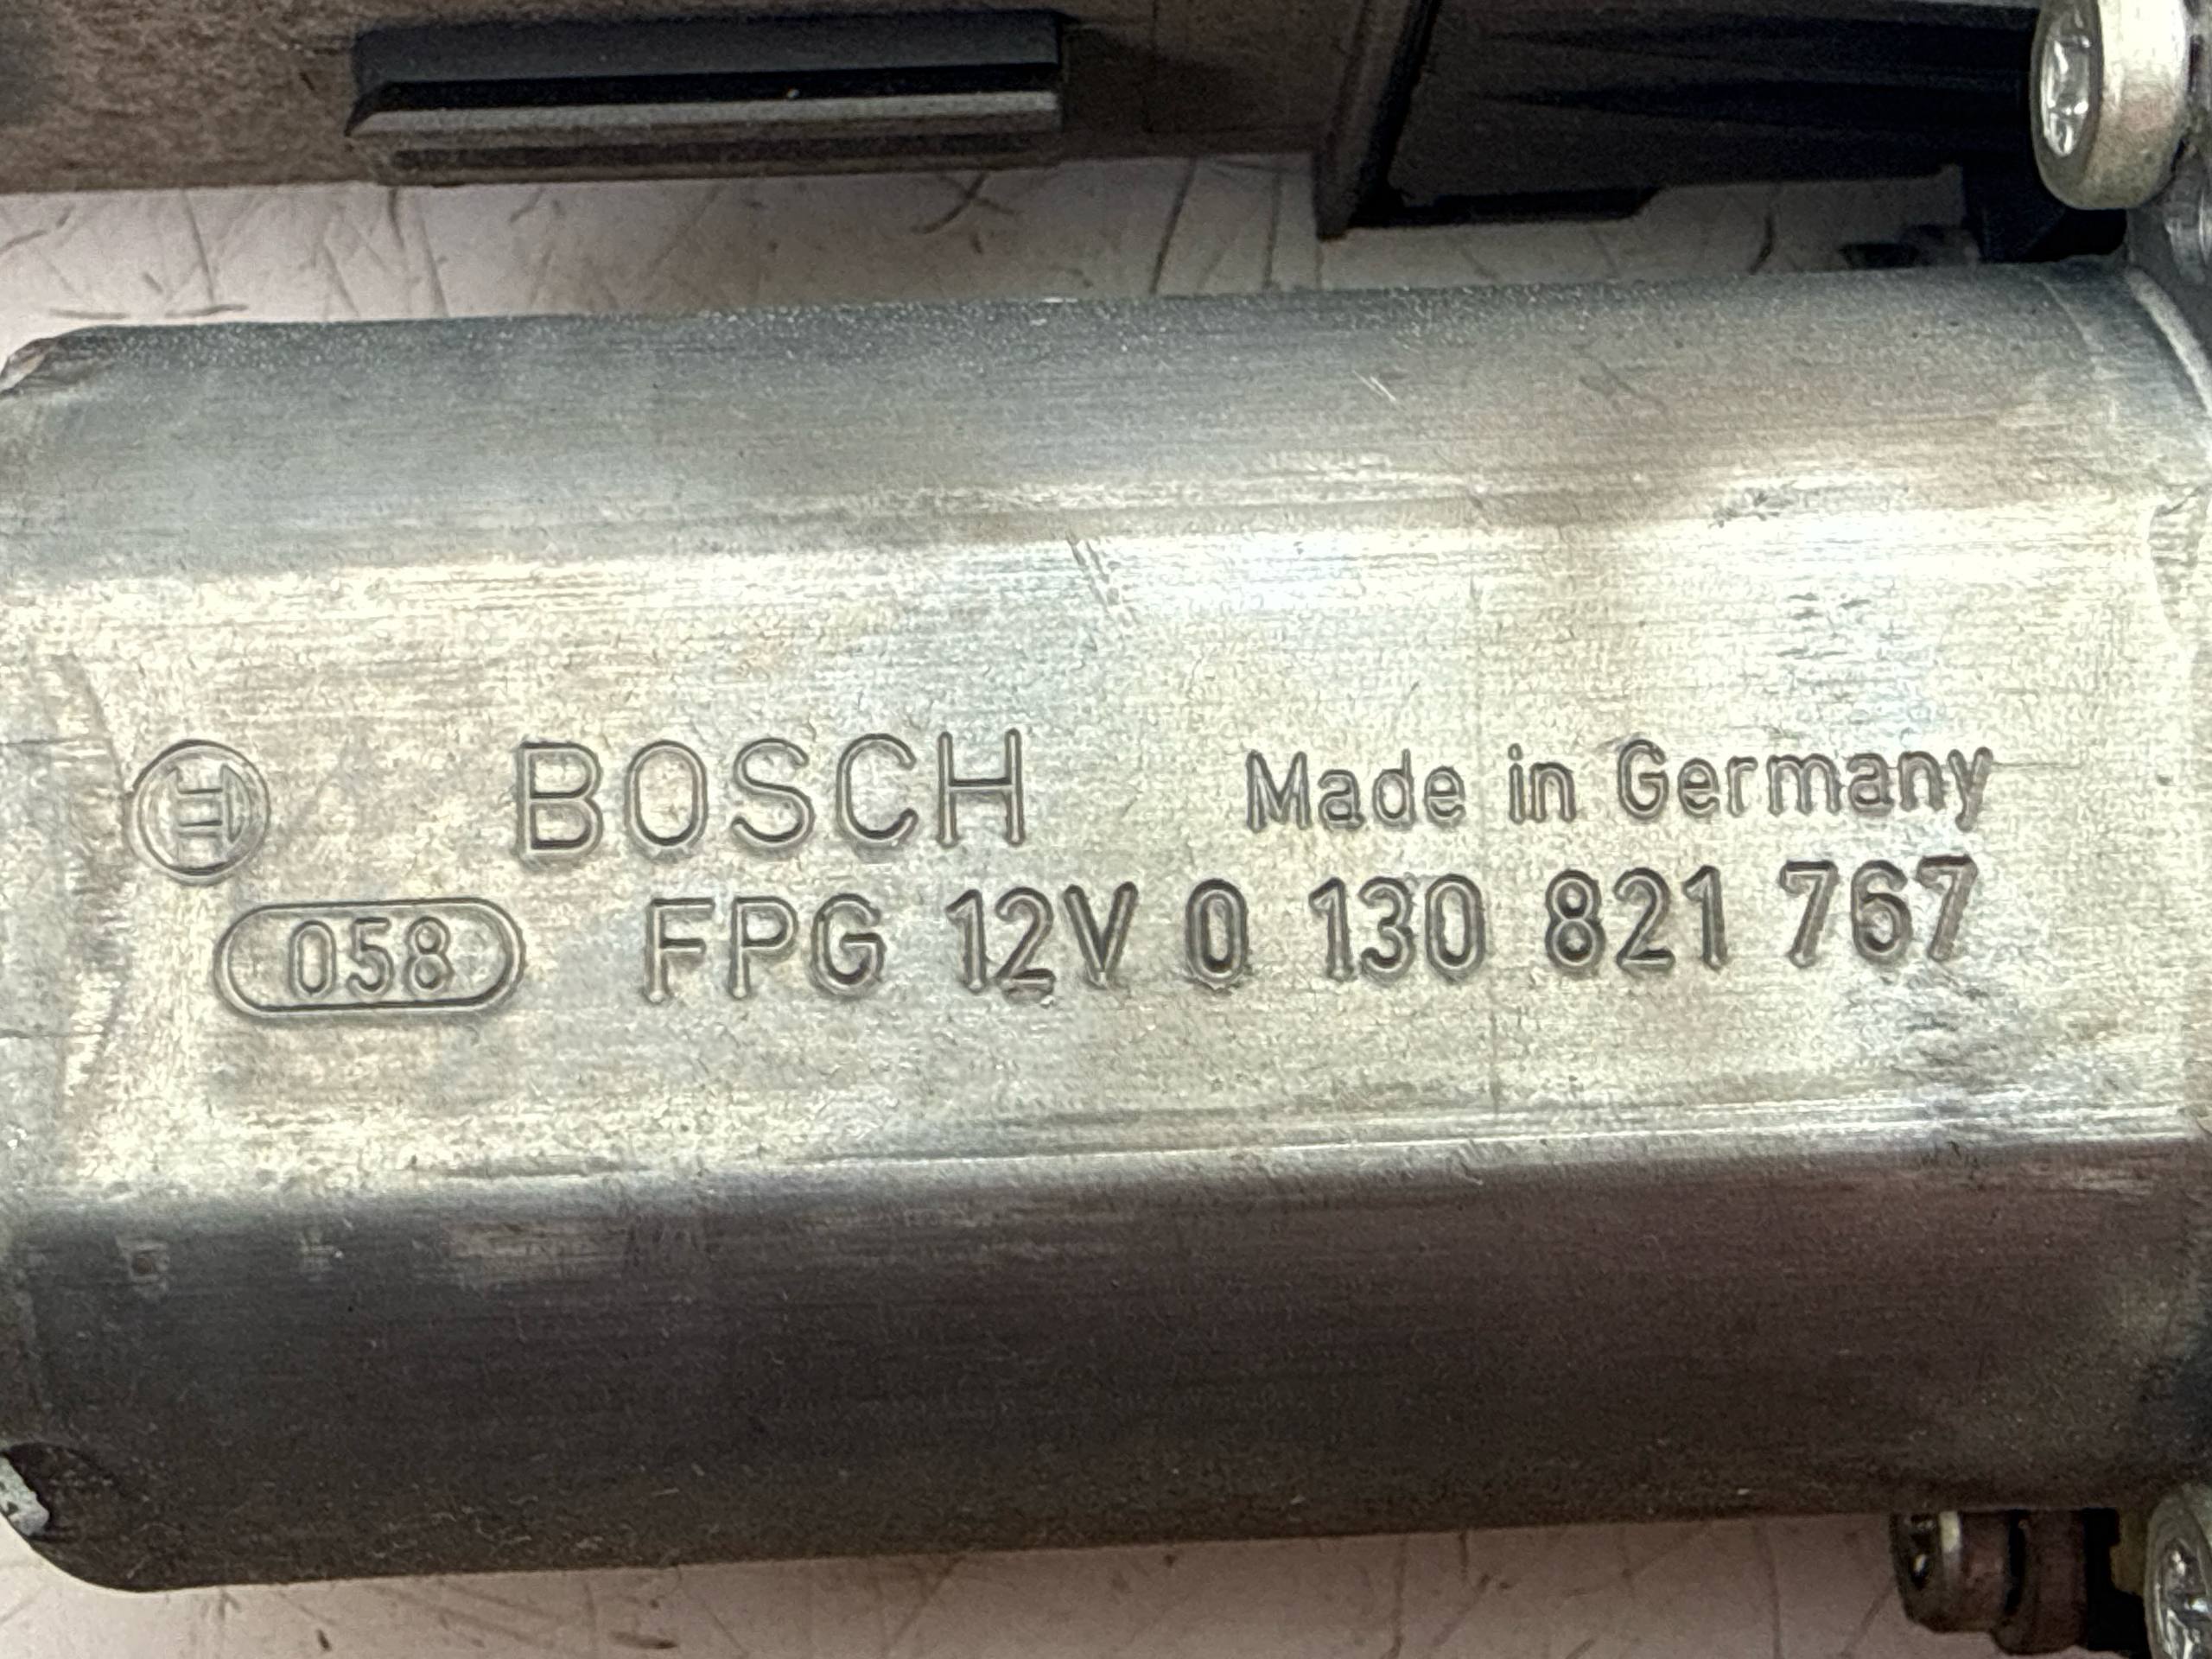 BOSCH Made in Germany
058 FPG 12V 0 130 821 767